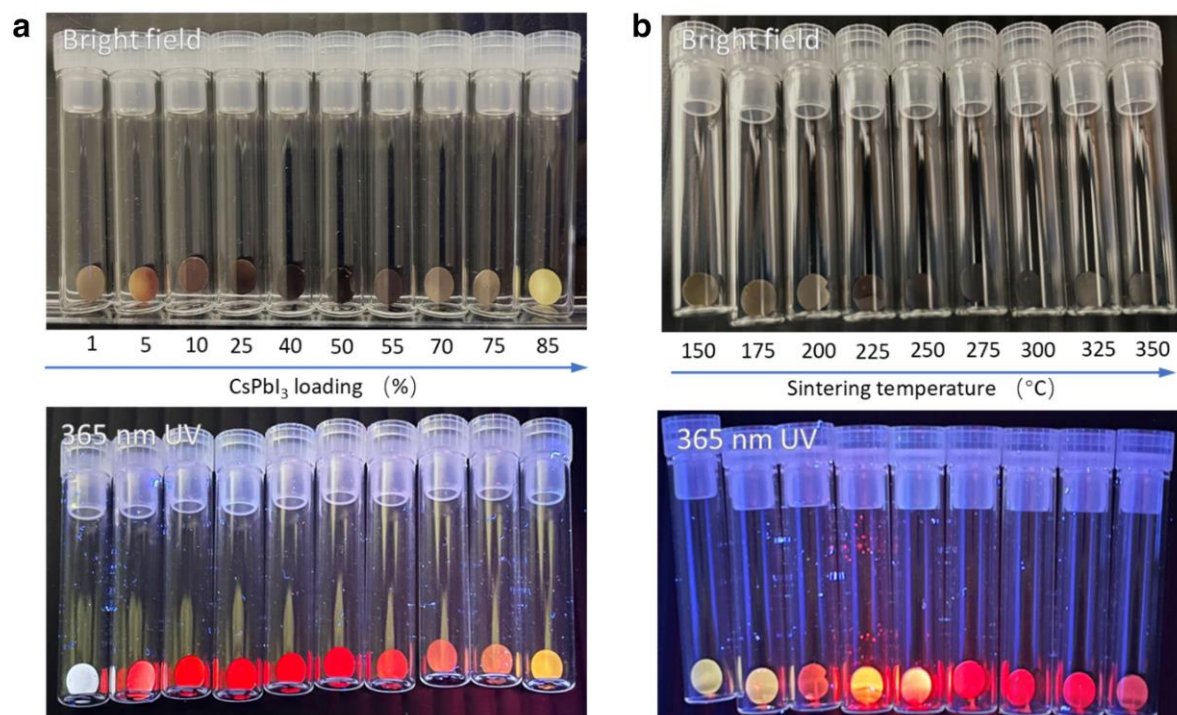 a
Bright field
1 5 10 25 40 50 55 70 75 85
CsPbI₃ loading (%)
365 nm UV
b
Bright field
150 175 200 225 250 275 300 325 350
Sintering temperature (°C)
365 nm UV